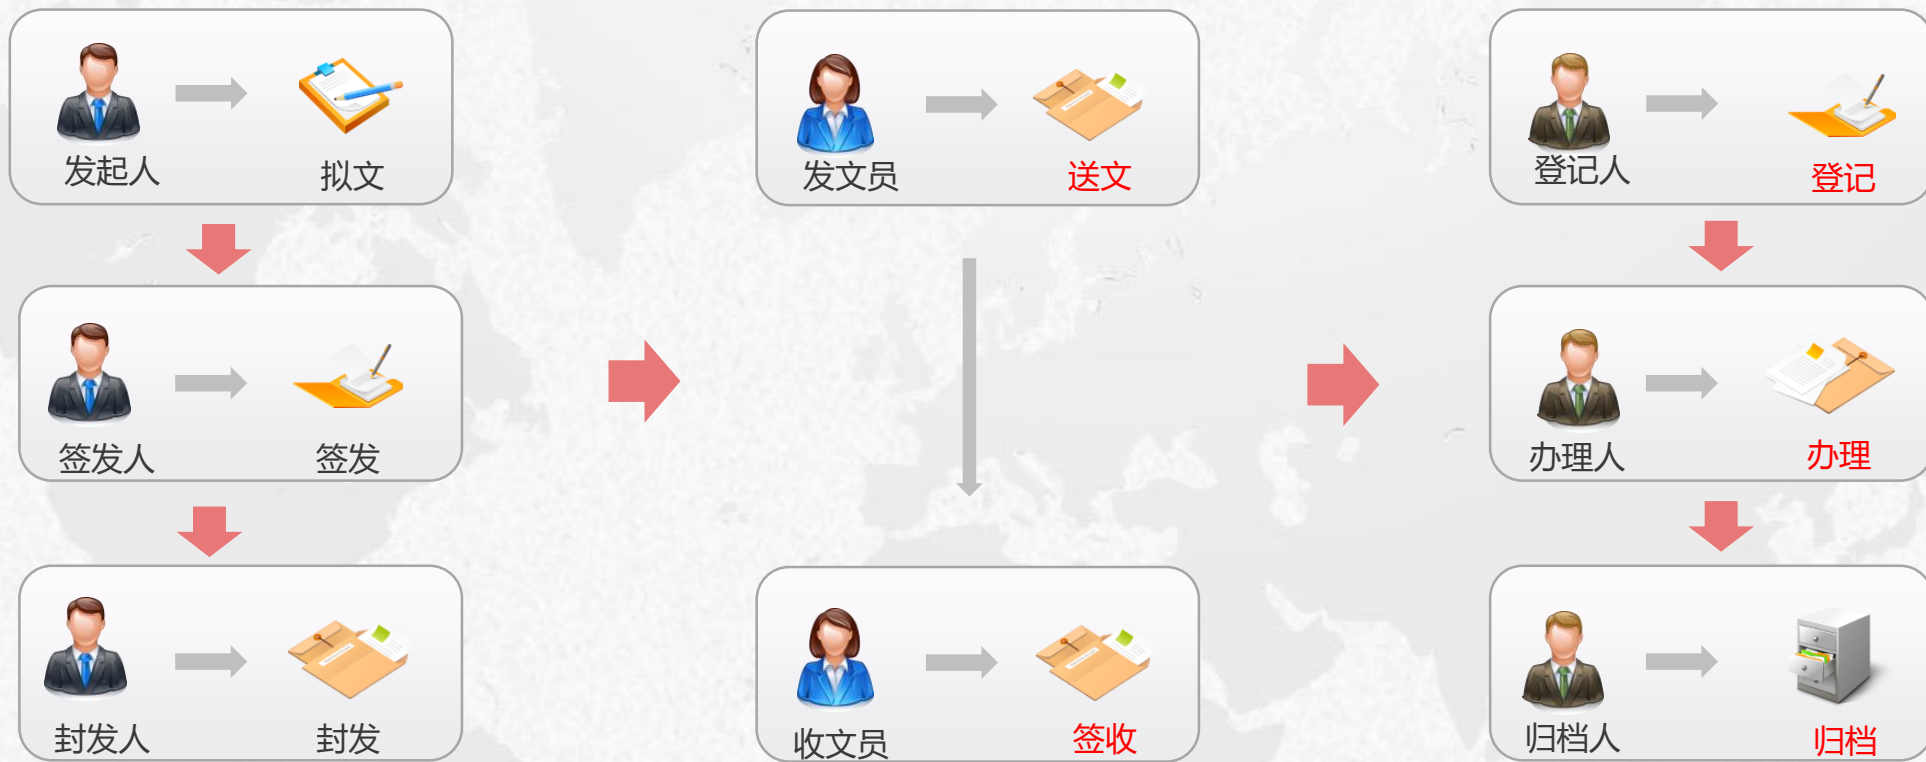 发起人
拟文
签发人
签发
封发人
封发
发文员
送文
收文员
签收
登记人
登记
办理人
办理
归档人
归档